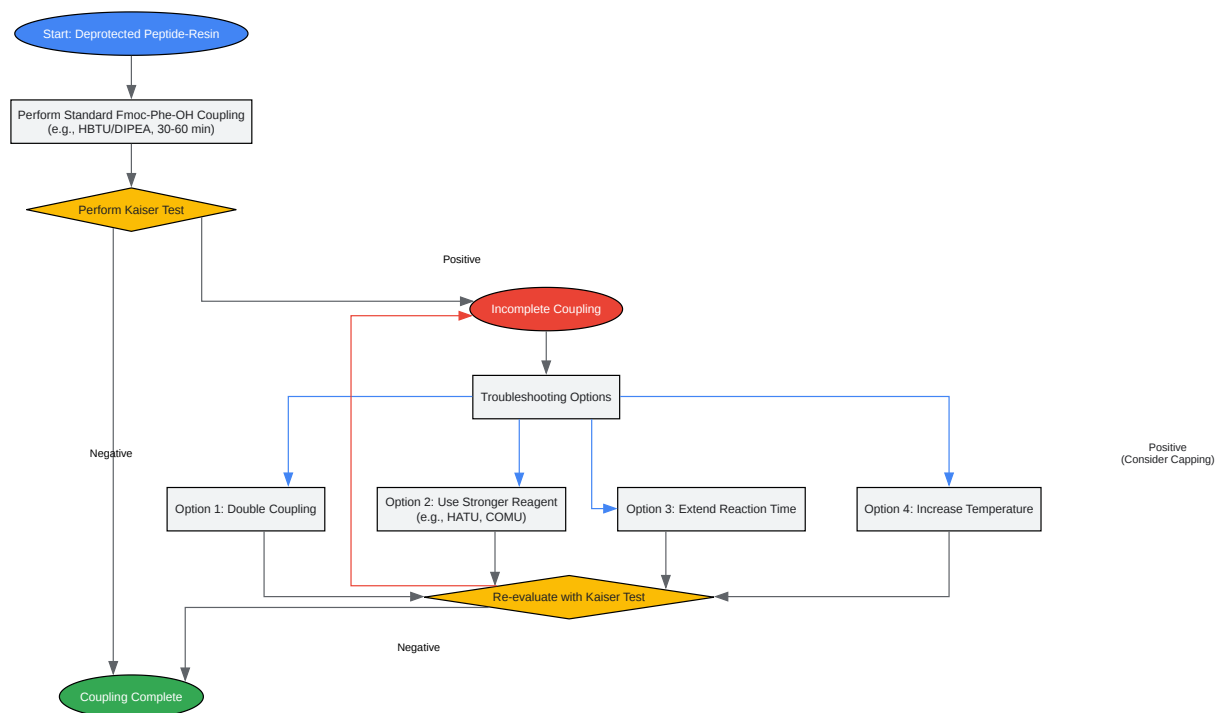 Start: Deprotected Peptide-Resin
Perform Standard Fmoc-Phe-OH Coupling
(e.g., HBTU/DIPEA, 30-60 min)
Perform Kaiser Test
Positive
Incomplete Coupling
Troubleshooting Options
Negative
Positive
(Consider Capping)
Option 1: Double Coupling
Option 2: Use Stronger Reagent
(e.g., HATU, COMU)
Option 3: Extend Reaction Time
Option 4: Increase Temperature
Re-evaluate with Kaiser Test
Negative
Coupling Complete